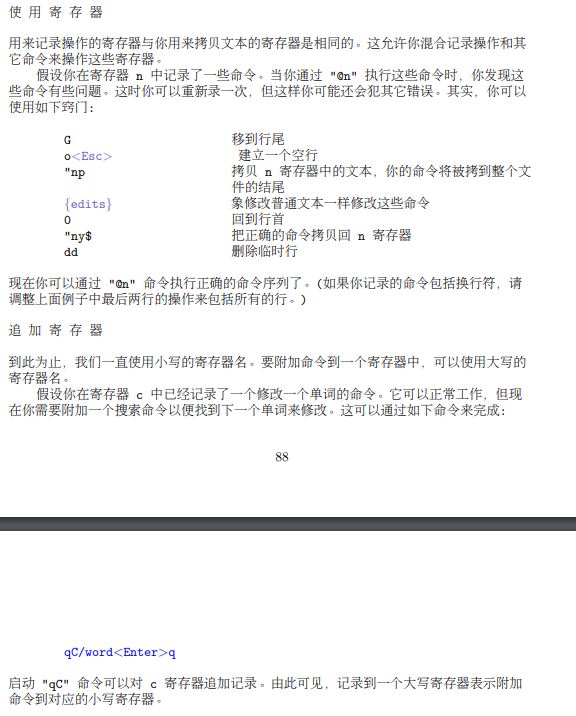 使 用 寄 存 器
用来记录操作的寄存器与你用来拷贝文本的寄存器是相同的。这允许你混合记录操作和其
它命令来操作这些寄存器。
假设你在寄存器 n 中记录了一些命令。当你通过 "@n" 执行这些命令时，你发现这
些命令有些问题。这时你可以重新录一次，但这样你可能还会犯其它错误。其实，你可以
使用如下窍门：
G 移到行尾
o<Esc> 建立一个空行
"np 拷贝 n 寄存器中的文本，你的命令将被拷到整个文
件的结尾
{edits} 象修改普通文本一样修改这些命令
0 回到行首
"ny$ 把正确的命令拷贝回 n 寄存器
dd 删除临时行
现在你可以通过 "@n" 命令执行正确的命令序列了。(如果你记录的命令包括换行符，请
调整上面例子中最后两行的操作来包括所有的行。)
追 加 寄 存 器
到此为止，我们一直使用小写的寄存器名。要附加命令到一个寄存器中，可以使用大写的
寄存器名。
假设你在寄存器 c 中已经记录了一个修改一个单词的命令。它可以正常工作，但现
在你需要附加一个搜索命令以便找到下一个单词来修改。这可以通过如下命令来完成：
88
qC/word<Enter>q
启动 "qC" 命令可以对 c 寄存器追加记录。由此可见，记录到一个大写寄存器表示附加
命令到对应的小写寄存器。